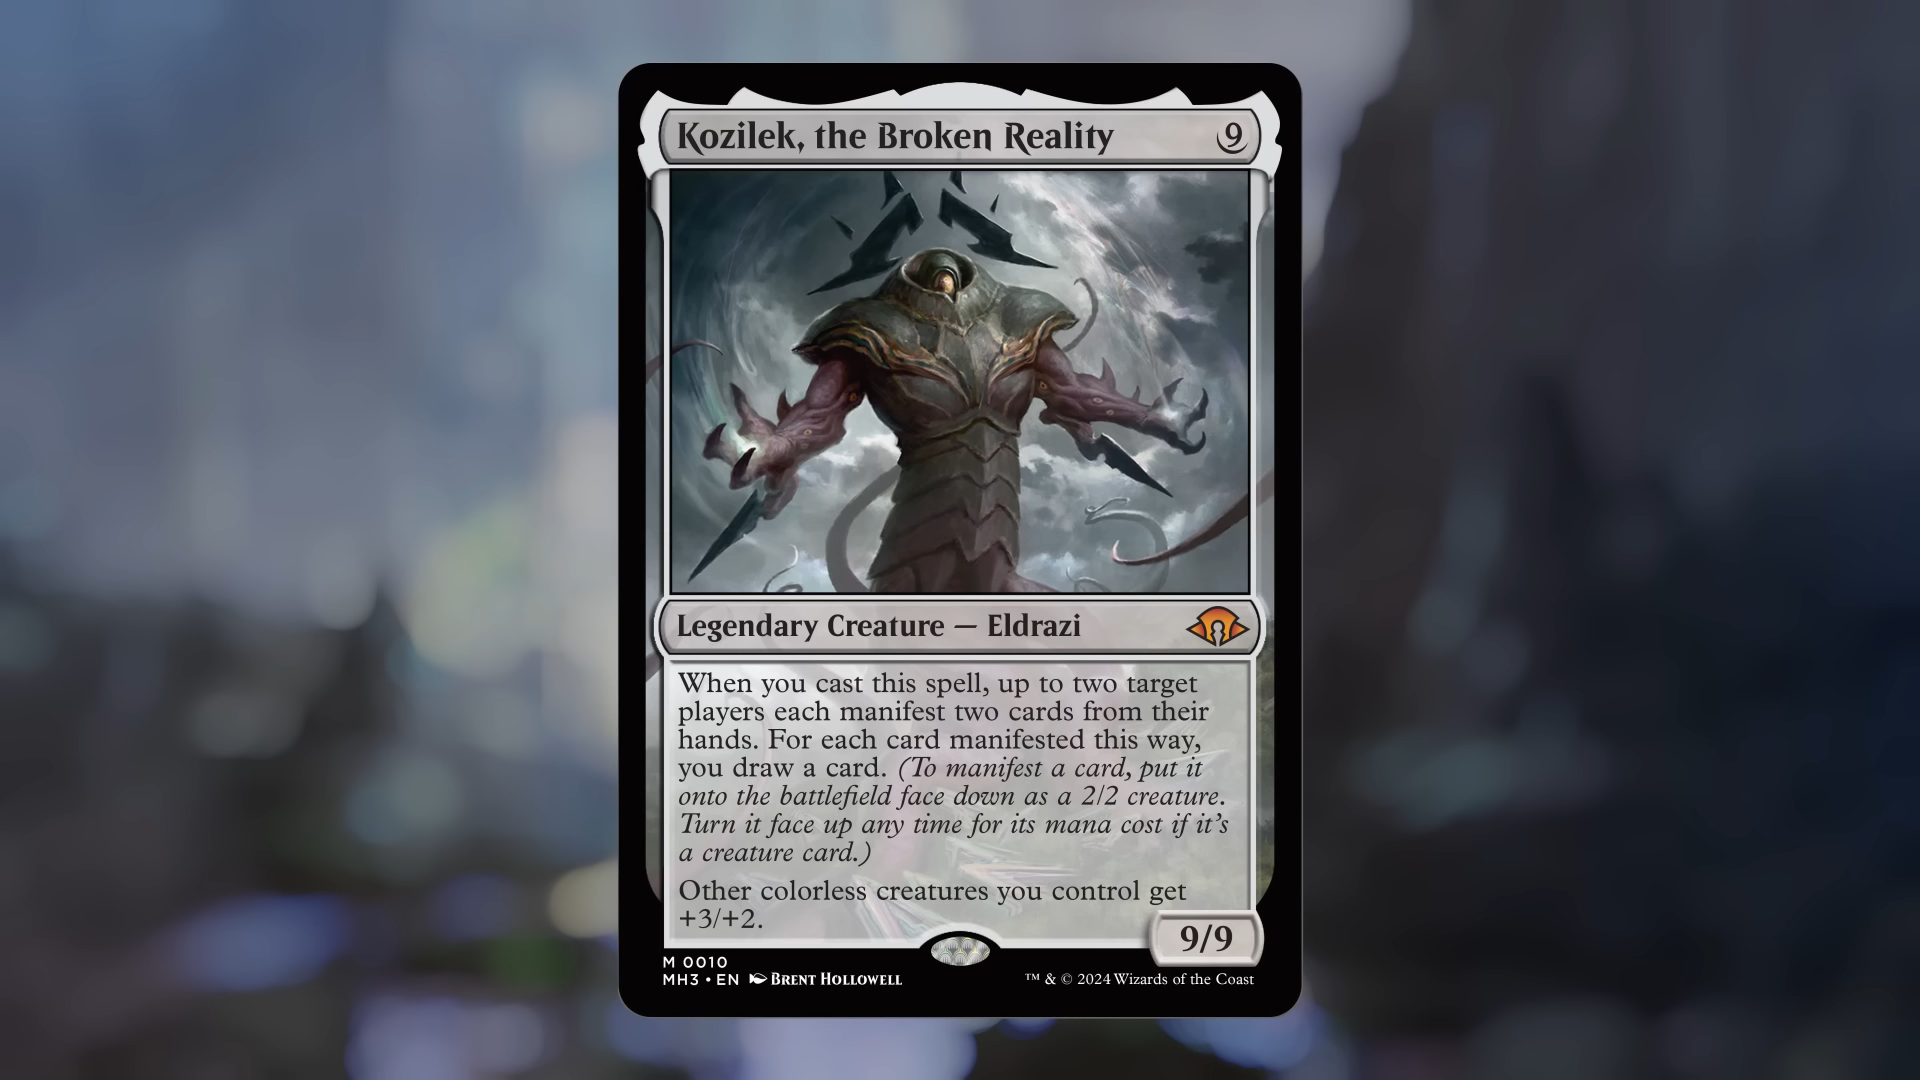 Kozilek, the Broken Reality 9
Legendary Creature — Eldrazi
When you cast this spell, up to two target
players each manifest two cards from their
hands. For each card manifested this way,
you draw a card. (To manifest a card, put it
onto the battlefield face down as a 2/2 creature.
Turn it face up any time for its mana cost if it's
a creature card.)
Other colorless creatures you control get
+3/+2.
9/9
M 0010
MH3 • EN Brent Hollowell
™ & © 2024 Wizards of the Coast